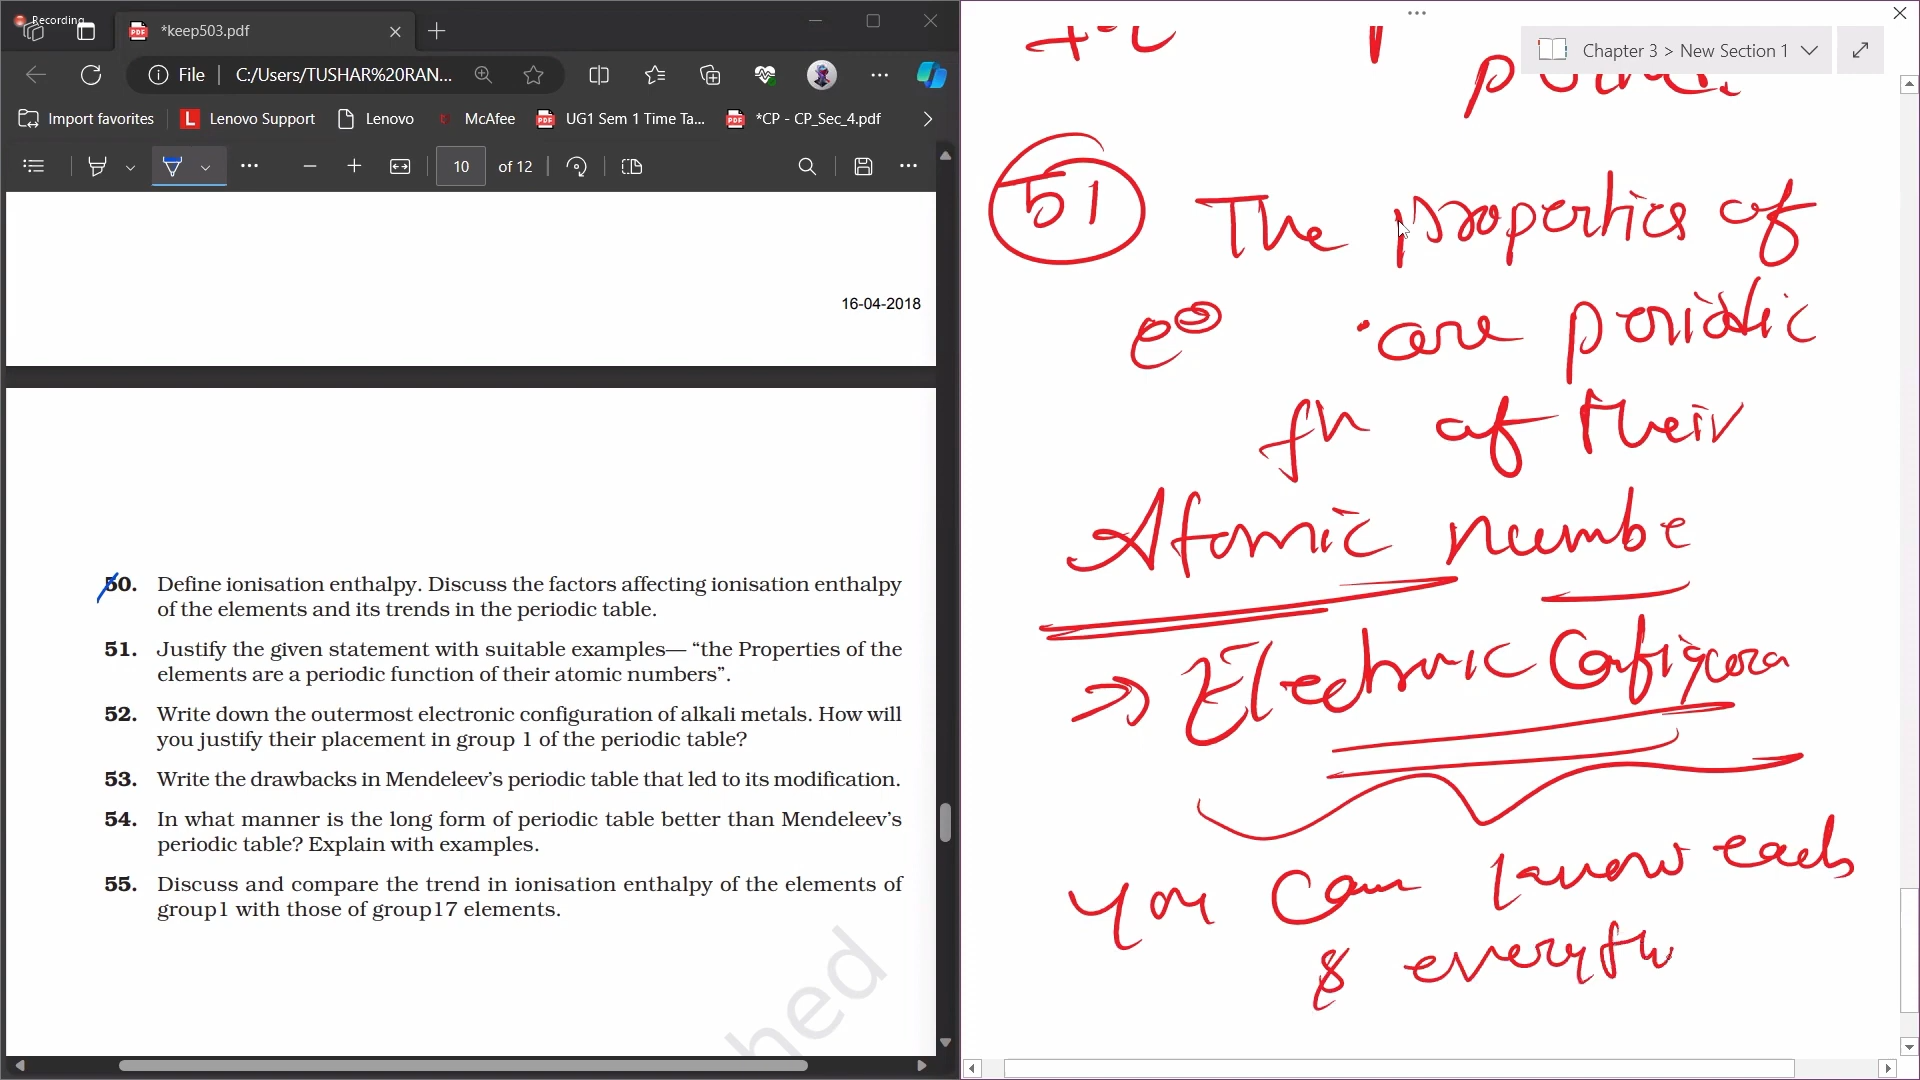 Recording
*keep503.pdf
File
C:/Users/TUSHAR%20RAN...
Import favorites
Lenovo Support
Lenovo
McAfee
UG1 Sem 1 Time Ta...
*CP - CP_Sec_4.pdf
10 of 12
16-04-2018
50. Define ionisation enthalpy. Discuss the factors affecting ionisation enthalpy
of the elements and its trends in the periodic table.
51. Justify the given statement with suitable examples— “the Properties of the
elements are a periodic function of their atomic numbers”.
52. Write down the outermost electronic configuration of alkali metals. How will
you justify their placement in group 1 of the periodic table?
53. Write the drawbacks in Mendeleev’s periodic table that led to its modification.
54. In what manner is the long form of periodic table better than Mendeleev’s
periodic table? Explain with examples.
55. Discuss and compare the trend in ionisation enthalpy of the elements of
group1 with those of group17 elements.
hed
Chapter 3 > New Section 1
51 The properties of
e⊖ are periodic
fn of their
Atomic numbe
⇒ Electronic Configura
You can know each
& everyth